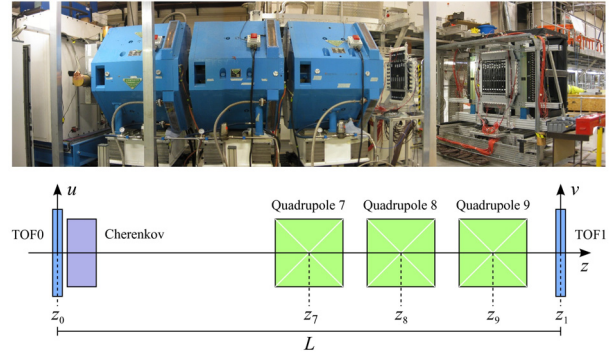 u
v
Quadrupole 7 Quadrupole 8 Quadrupole 9
TOF0 Cherenkov TOF1
z
z0 z7 z8 z9 z1
L